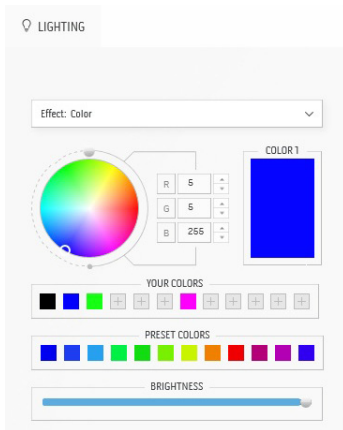 LIGHTING
Effect: Color
COLOR 1
R 5
G 5
B 255
YOUR COLORS
PRESET COLORS
BRIGHTNESS